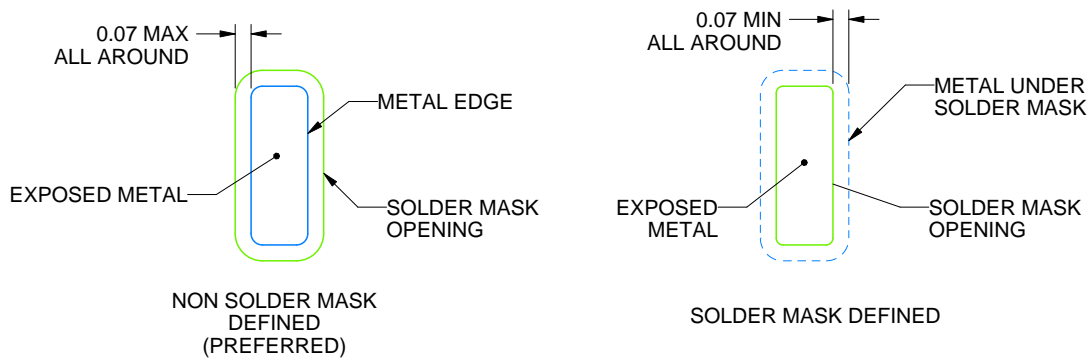 0.07 MAX
ALL AROUND
METAL EDGE
EXPOSED METAL
SOLDER MASK
OPENING
NON SOLDER MASK
DEFINED
(PREFERRED)
0.07 MIN
ALL AROUND
METAL UNDER
SOLDER MASK
EXPOSED
METAL
SOLDER MASK
OPENING
SOLDER MASK DEFINED